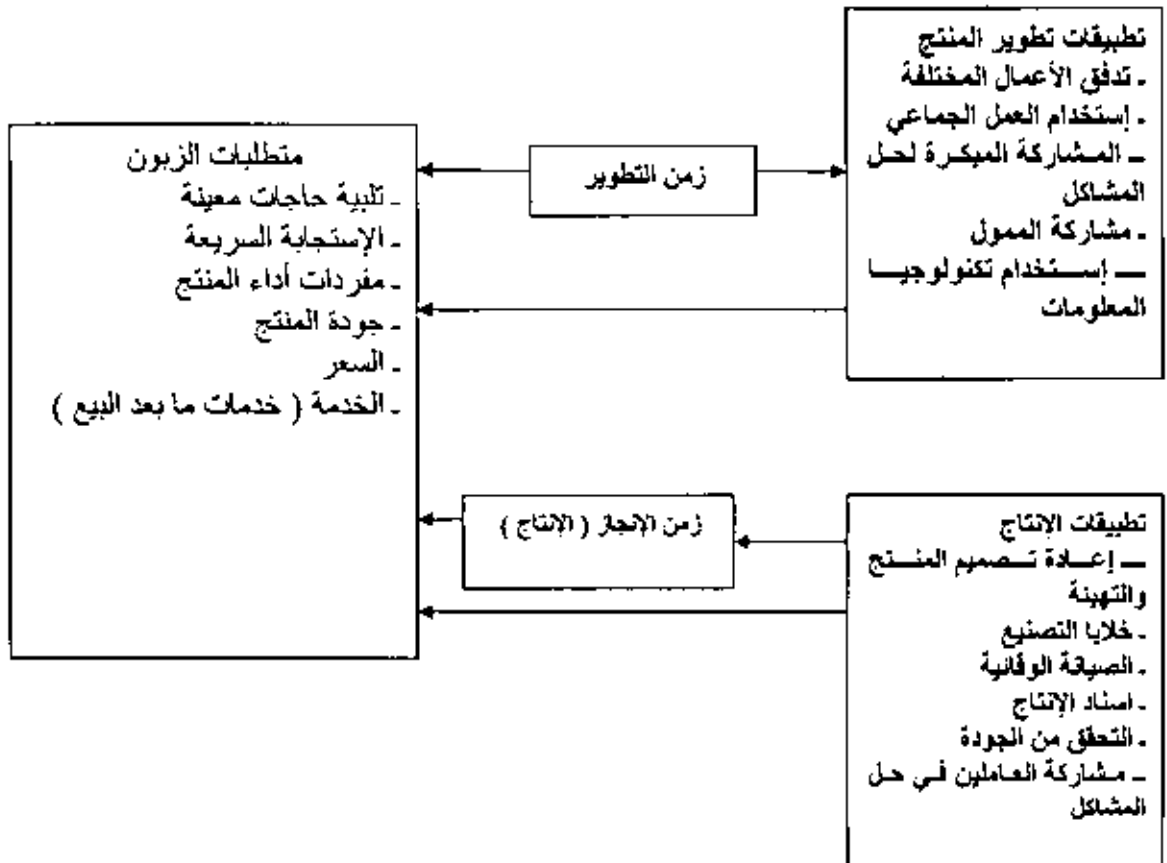 تطبيقات تطوير المنتج
- تدفق الأعمال المختلفة
- إستخدام العمل الجماعي
- المشاركة المبكرة لحل
المشاكل
- مشاركة الممول
- إستخدام تكنولوجيا
المعلومات
زمن التطوير
متطلبات الزبون
- تلبية حاجات معينة
- الإستجابة السريعة
- مفردات أداء المنتج
- جودة المنتج
- السعر
- الخدمة ( خدمات ما بعد البيع )
تطبيقات الإنتاج
- إعادة تصميم المنتج
والتهيئة
- خلايا التصنيع
- الصيانة الوقائية
- اسناد الإنتاج
- التحقق من الجودة
- مشاركة العاملين في حل
المشاكل
زمن الإنجاز ( الإنتاج )